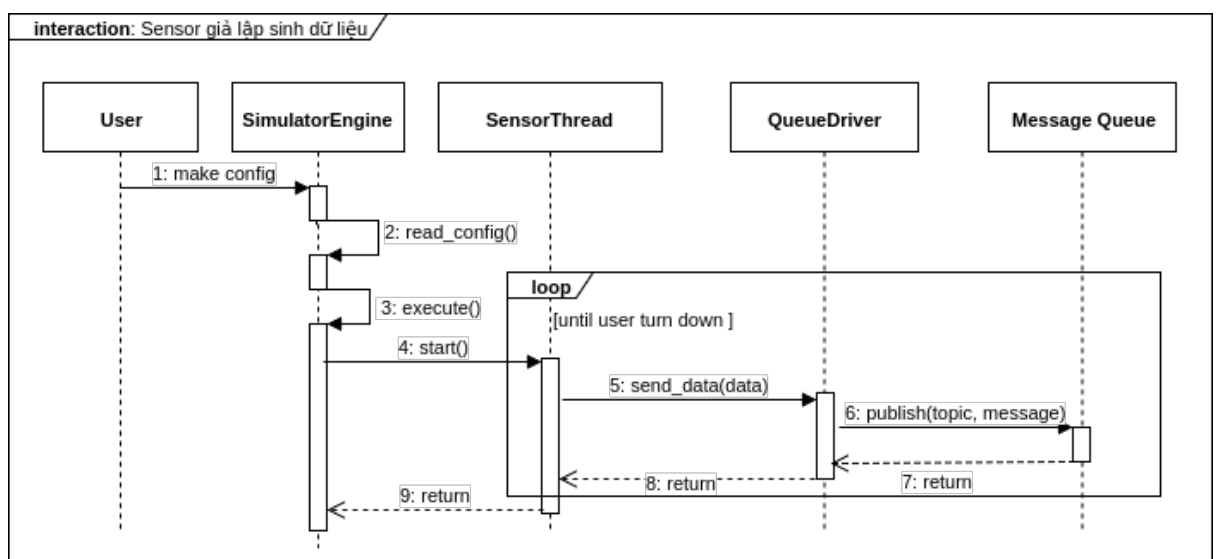 interaction: Sensor giả lập sinh dữ liệu
User
SimulatorEngine
SensorThread
QueueDriver
Message Queue
1: make config
2: read_config()
loop
3: execute()
[until user turn down ]
4: start()
5: send_data(data)
6: publish(topic, message)
7: return
8: return
9: return